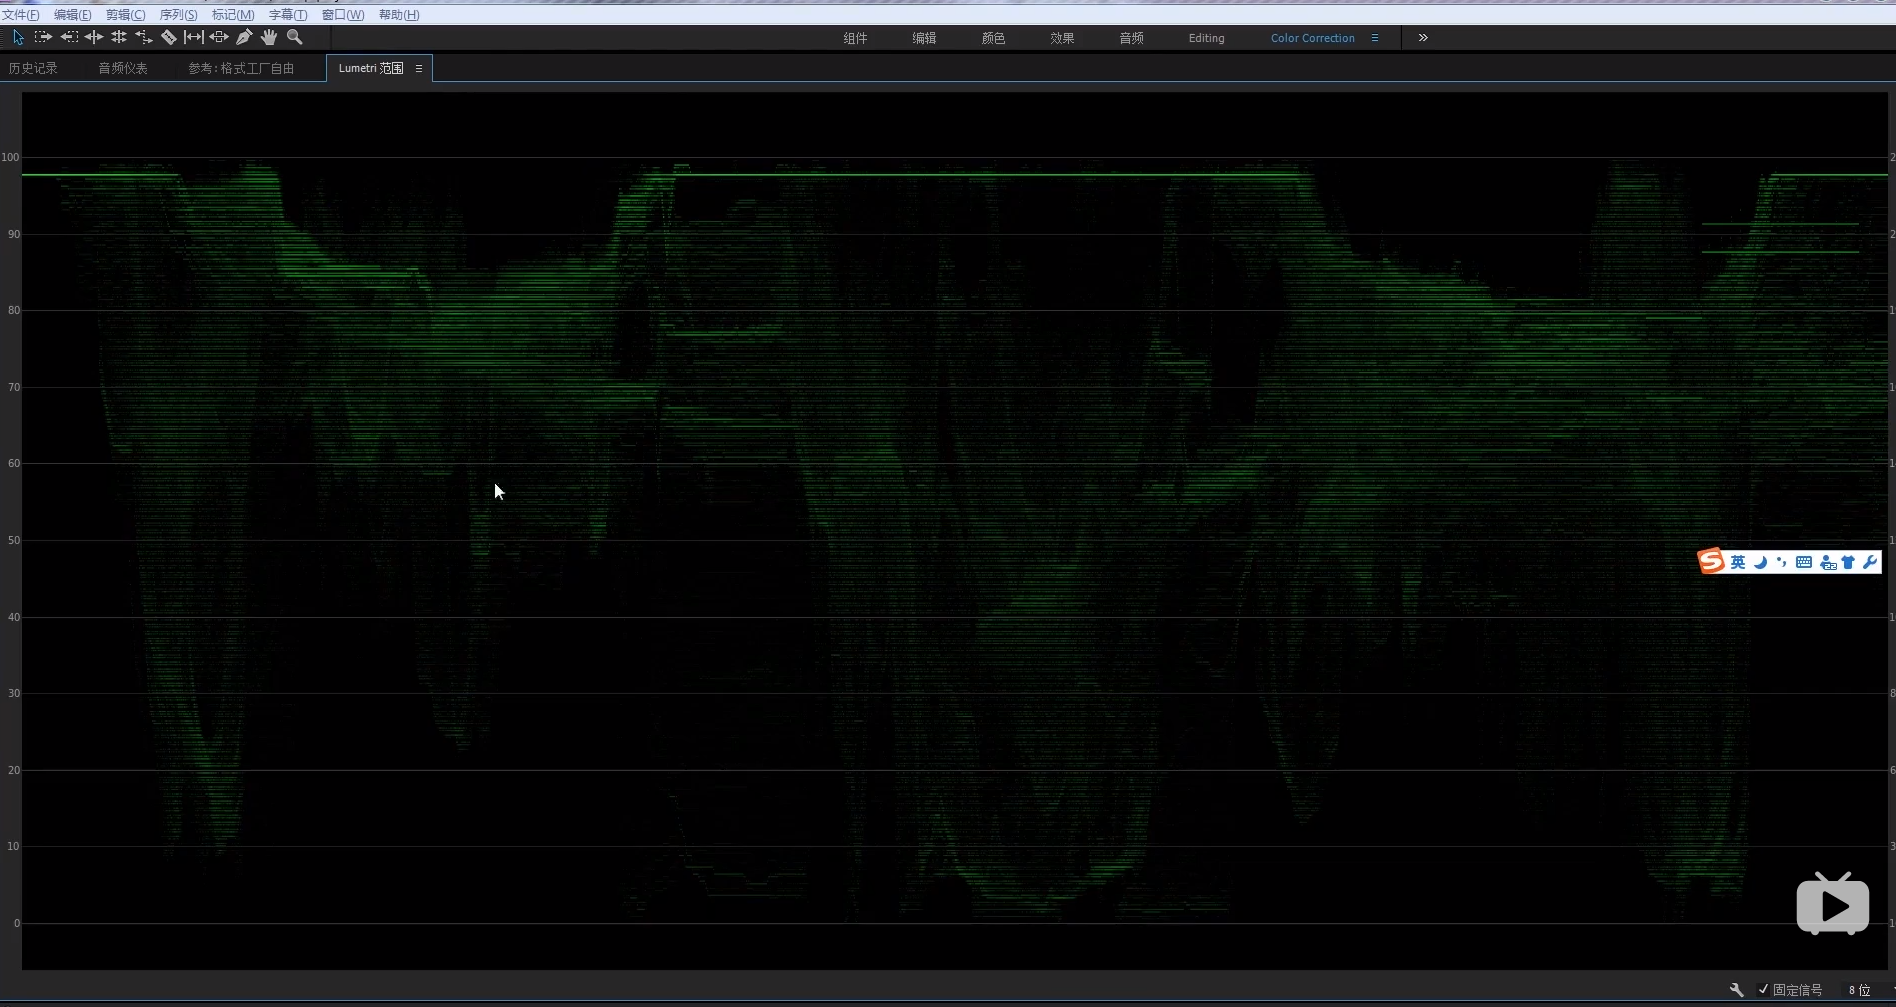 文件(F) 编辑(E) 剪辑(C) 序列(S) 标记(M) 字幕(T) 窗口(W) 帮助(H)
组件 编辑 颜色 效果 音频 Editing Color Correction
历史记录 音频仪表 参考:格式工厂自由 Lumetri 范围
100
90
80
70
60
50
英
40
30
20
10
0
固定信号 8 位